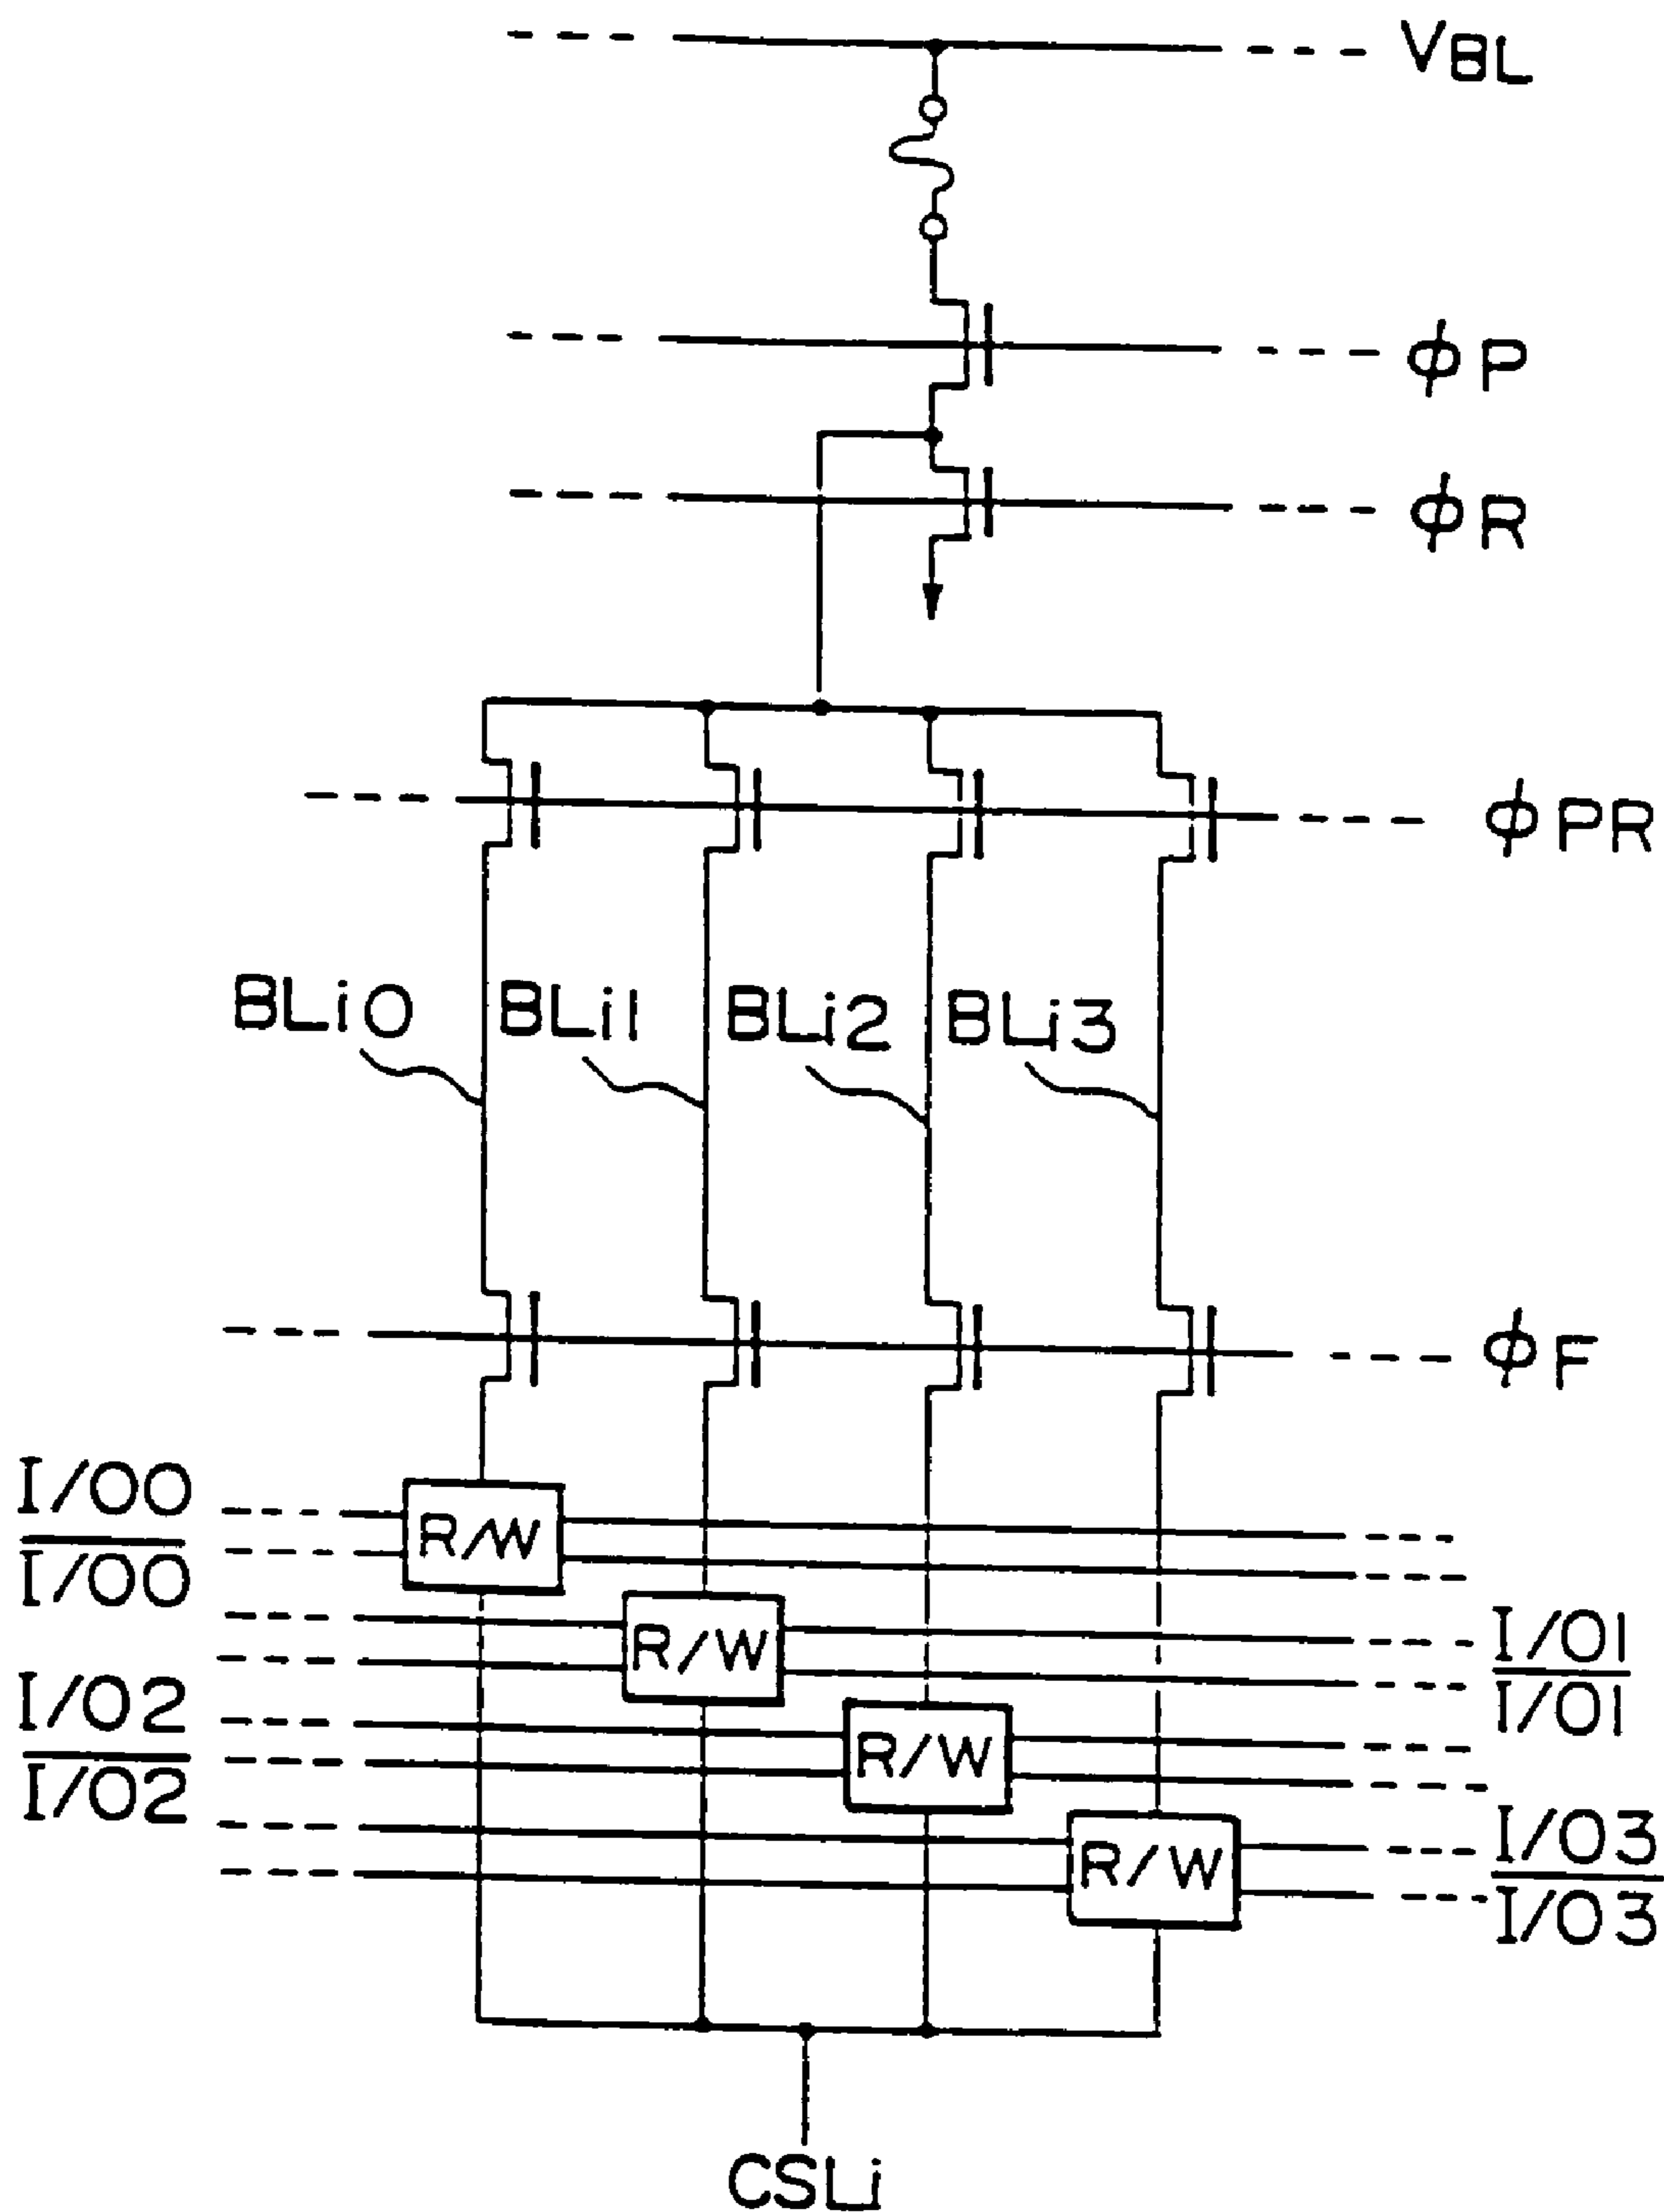 VBL
ϕP
ϕR
ϕPR
BLi0 BLi1 BLi2 BLi3
ϕF
I/O0
R/W
I/O0
I/O1
R/W
I/O1
I/O2
R/W
I/O2
I/O3
R/W
I/O3
CSLi